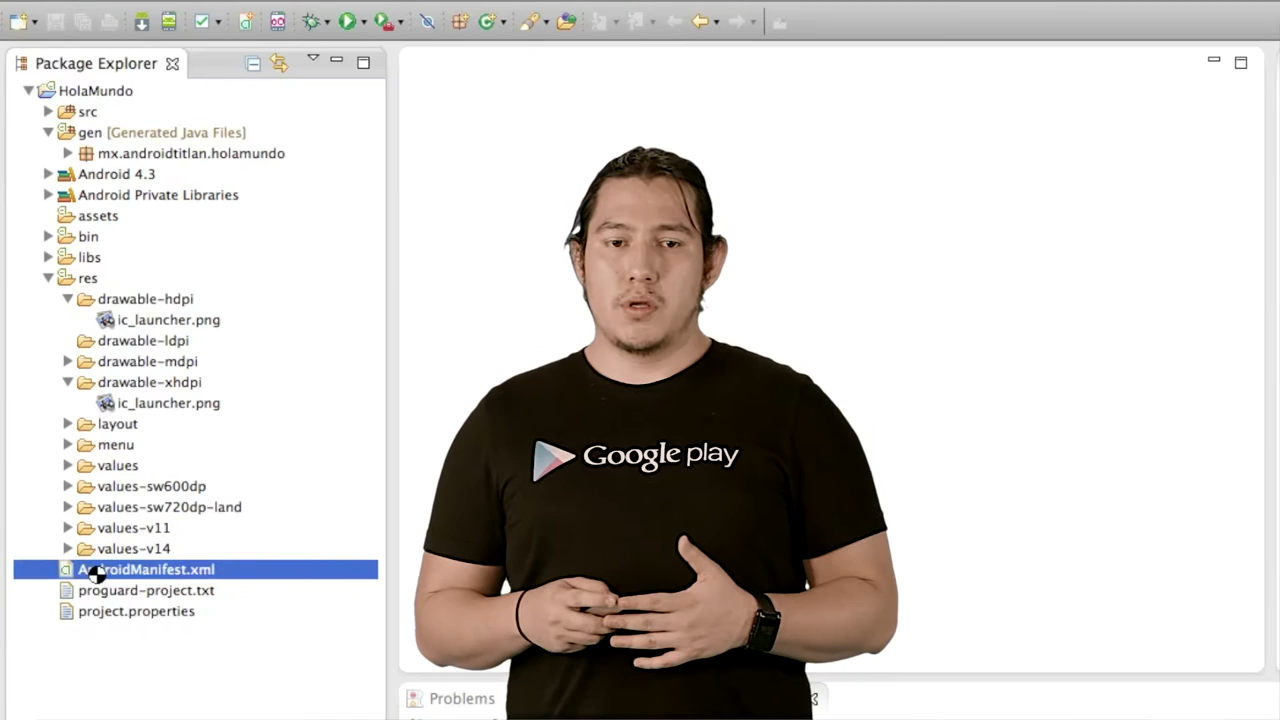 Package Explorer
HolaMundo
src
gen [Generated Java Files]
mx.androidtitlan.holamundo
Android 4.3
Android Private Libraries
assets
bin
libs
res
drawable-hdpi
ic_launcher.png
drawable-ldpi
drawable-mdpi
drawable-xhdpi
ic_launcher.png
layout
menu
values
values-sw600dp
values-sw720dp-land
values-v11
values-v14
AndroidManifest.xml
proguard-project.txt
project.properties
Google play
Problems